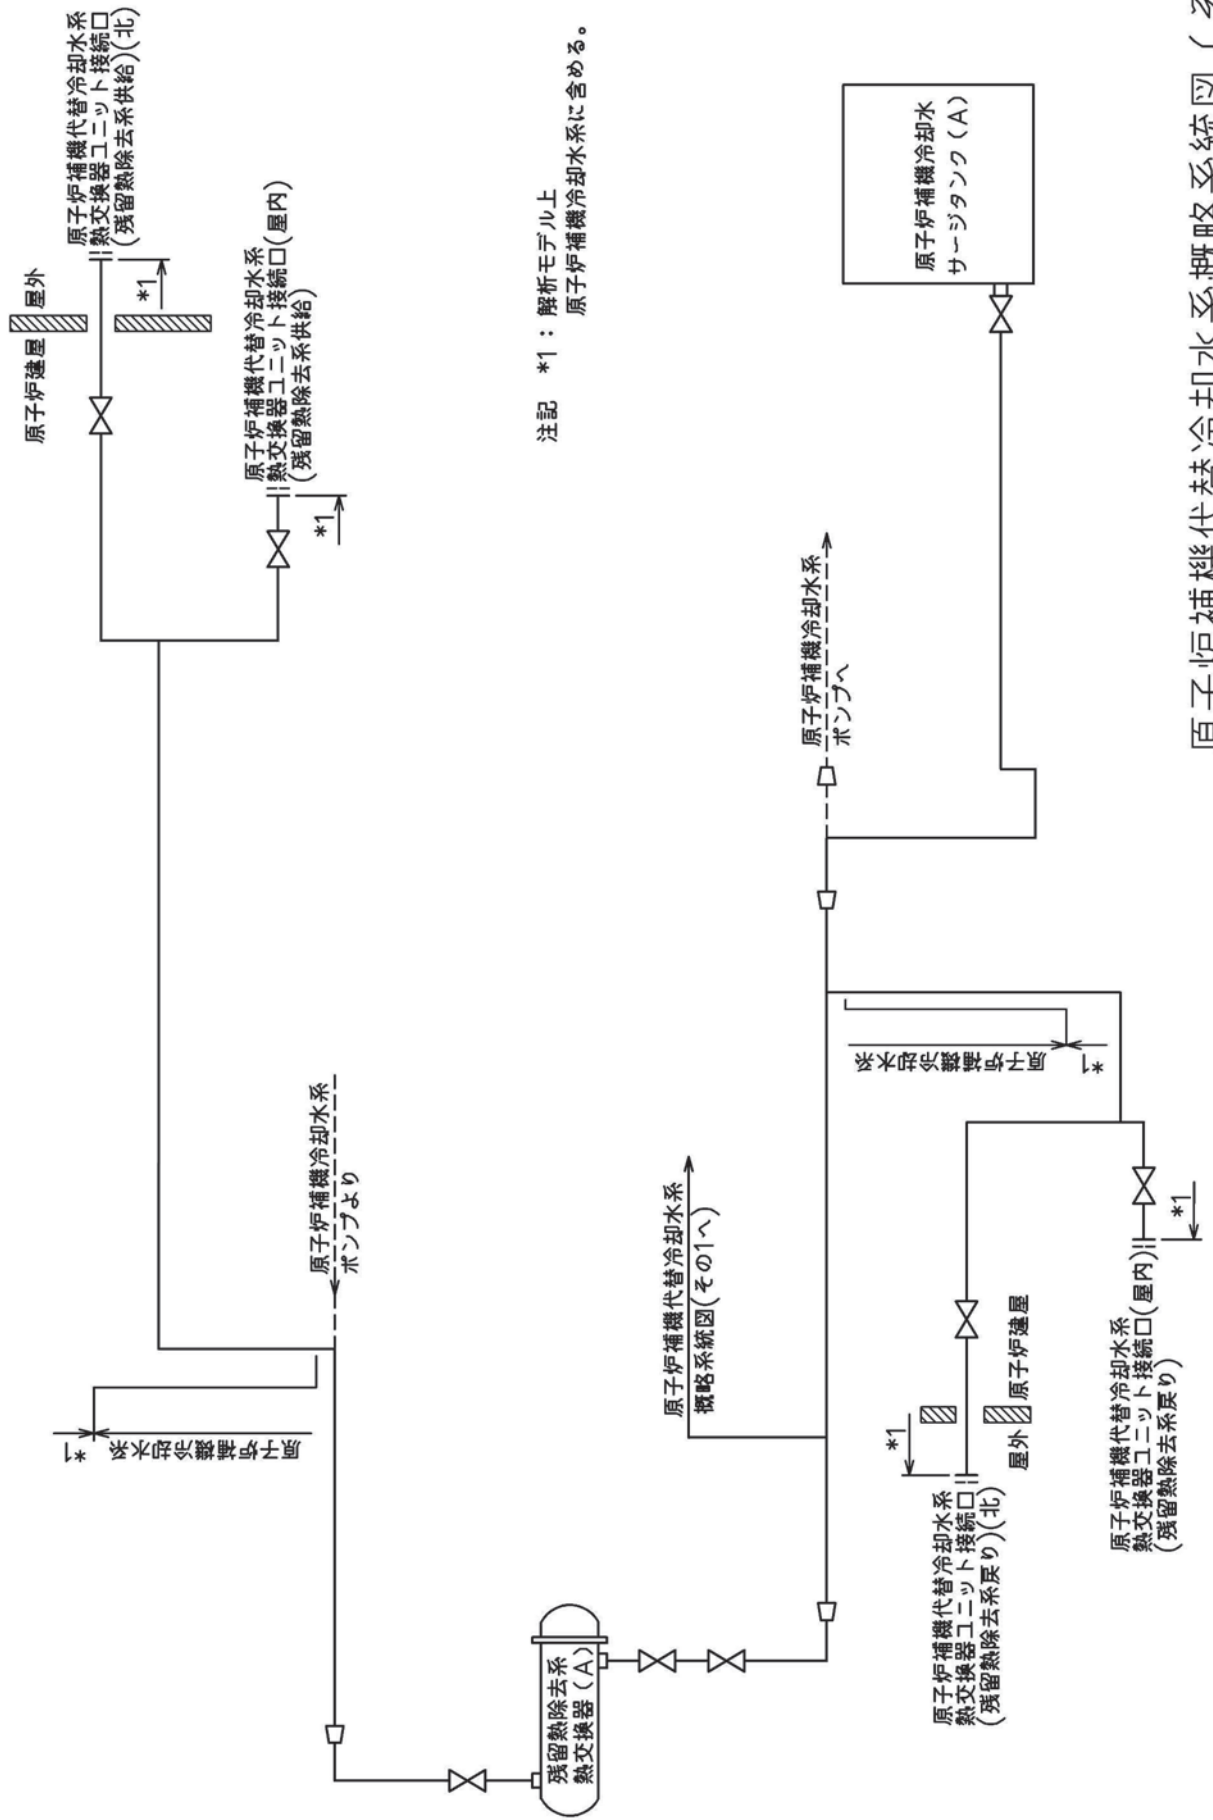 原子炉建屋
屋外
原子炉補機代替冷却水系
熱交換器ユニット接続口
(残留熱除去系供給)(北)
*1
原子炉補機代替冷却水系
熱交換器ユニット接続口(屋内)
(残留熱除去系供給)
*1
*1
原子炉補機冷却水系
原子炉補機冷却水系
ポンプより
注記 *1:解析モデル上
原子炉補機冷却水系に含める。
残留熱除去系
熱交換器(A)
原子炉補機代替冷却水系
概略系統図(その1へ)
原子炉補機冷却水系
ポンプへ
原子炉補機冷却水
サージタンク(A)
原子炉補機冷却水系
*1
*1
屋外
原子炉建屋
原子炉補機代替冷却水系
熱交換器ユニット接続口
(残留熱除去系戻り)(北)
*1
原子炉補機代替冷却水系
熱交換器ユニット接続口(屋内)
(残留熱除去系戻り)
補機代替冷却水系概略系統図(